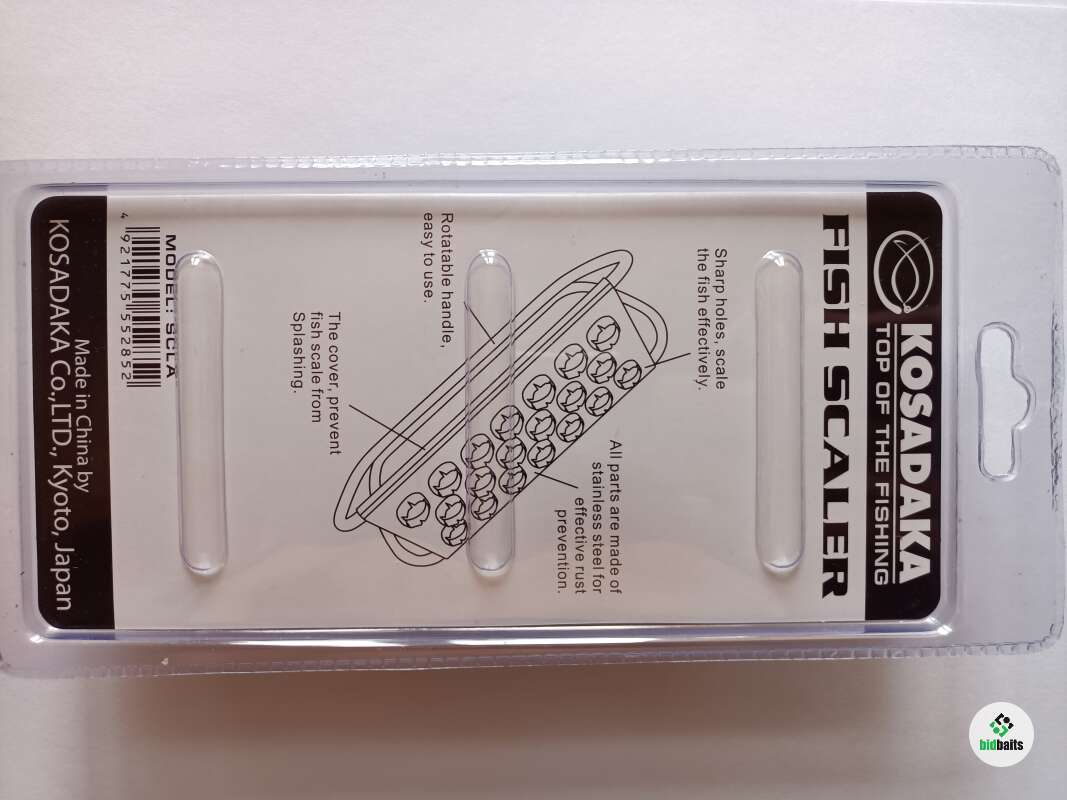 KOSADAKA
TOP OF THE FISHING
FISH SCALER
Sharp holes, scale
the fish effectively.
All parts are made of
stainless steel for
effective rust
prevention.
Rotatable handle,
easy to use.
The cover, prevent
fish scale from
Splashing.
MODEL: SCLA
4 921775 552852
Made in China by
KOSADAKA Co.,LTD., Kyoto, Japan
bidbaits